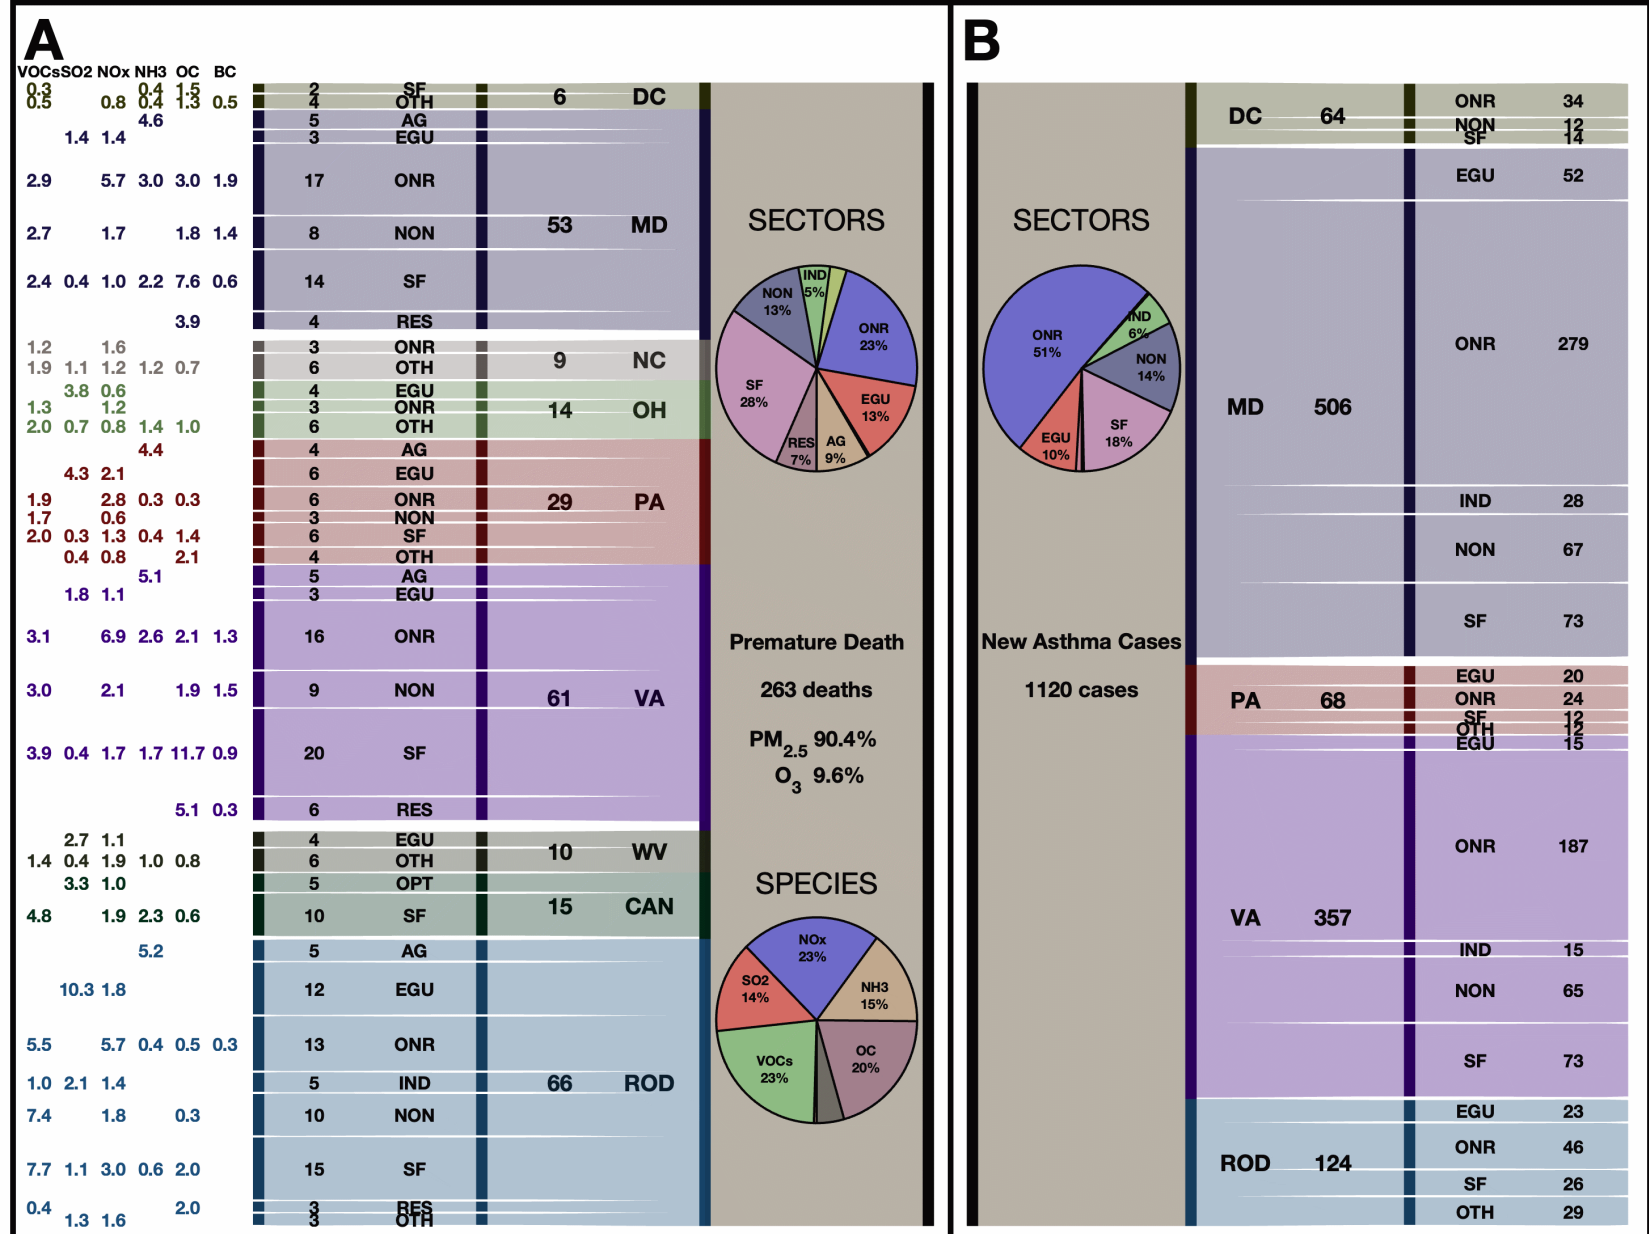 A
VOCs SO2 NOx NH3 OC BC
0.3 0.4 1.5 2 SF
0.5 0.8 0.4 1.3 0.5 4 OTH
6 DC
4.6 5 AG
1.4 1.4 3 EGU
2.9 5.7 3.0 3.0 1.9 17 ONR
53 MD
2.7 1.7 1.8 1.4 8 NON
2.4 0.4 1.0 2.2 7.6 0.6 14 SF
3.9 4 RES
1.2 1.6 3 ONR
9 NC
1.9 1.1 1.2 1.2 0.7 6 OTH
3.8 0.6 4 EGU
1.3 1.2 3 ONR
14 OH
2.0 0.7 0.8 1.4 1.0 6 OTH
4.4 4 AG
4.3 2.1 6 EGU
1.9 2.8 0.3 0.3 6 ONR
29 PA
1.7 0.6 3 NON
2.0 0.3 1.3 0.4 1.4 6 SF
0.4 0.8 2.1 4 OTH
5.1 5 AG
1.8 1.1 3 EGU
3.1 6.9 2.6 2.1 1.3 16 ONR
3.0 2.1 1.9 1.5 9 NON
61 VA
3.9 0.4 1.7 1.7 11.7 0.9 20 SF
5.1 0.3 6 RES
2.7 1.1 4 EGU
10 WV
1.4 0.4 1.9 1.0 0.8 6 OTH
3.3 1.0 5 OPT
15 CAN
4.8 1.9 2.3 0.6 10 SF
5.2 5 AG
10.3 1.8 12 EGU
5.5 5.7 0.4 0.5 0.3 13 ONR
1.0 2.1 1.4 5 IND
66 ROD
7.4 1.8 0.3 10 NON
7.7 1.1 3.0 0.6 2.0 15 SF
0.4 2.0 3 RES
1.3 1.6 3 OTH
SECTORS
IND
5%
NON
13%
ONR
23%
SF
28%
EGU
13%
RES
7%
AG
9%
Premature Death
263 deaths
PM2.5 90.4%
O3 9.6%
SPECIES
NOx
23%
SO2
14%
NH3
15%
VOCs
23%
OC
20%
B
SECTORS
ONR
51%
IND
6%
NON
14%
SF
18%
EGU
10%
New Asthma Cases
1120 cases
DC 64
ONR 34
NON 12
SF 14
EGU 52
ONR 279
MD 506
IND 28
NON 67
SF 73
EGU 20
PA 68
ONR 24
SF 12
OTH 12
EGU 15
ONR 187
VA 357
IND 15
NON 65
SF 73
EGU 23
ONR 46
ROD 124
SF 26
OTH 29